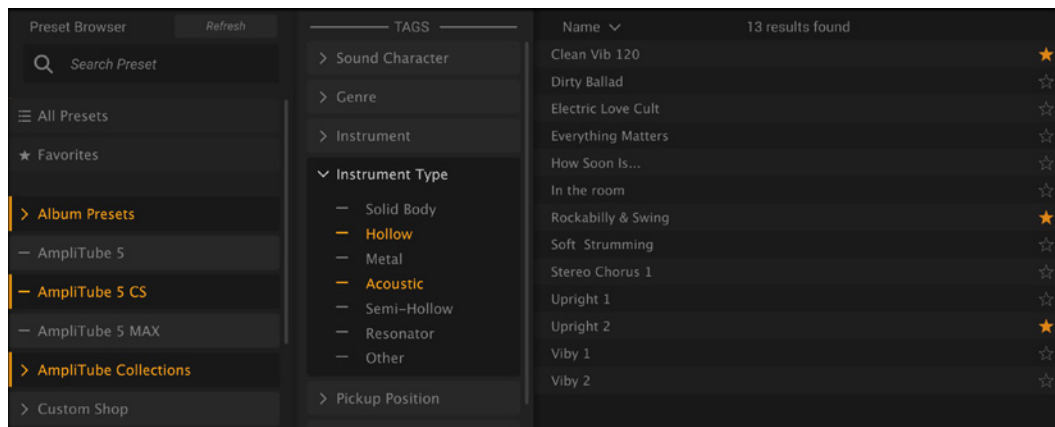 Preset Browser
Refresh
Search Preset
All Presets
Favorites
Album Presets
AmpliTube 5
AmpliTube 5 CS
AmpliTube 5 MAX
AmpliTube Collections
Custom Shop
TAGS
Sound Character
Genre
Instrument
Instrument Type
Solid Body
Hollow
Metal
Acoustic
Semi-Hollow
Resonator
Other
Pickup Position
Name
13 results found
Clean Vib 120
Dirty Ballad
Electric Love Cult
Everything Matters
How Soon Is...
In the room
Rockabilly & Swing
Soft Strumming
Stereo Chorus 1
Upright 1
Upright 2
Viby 1
Viby 2